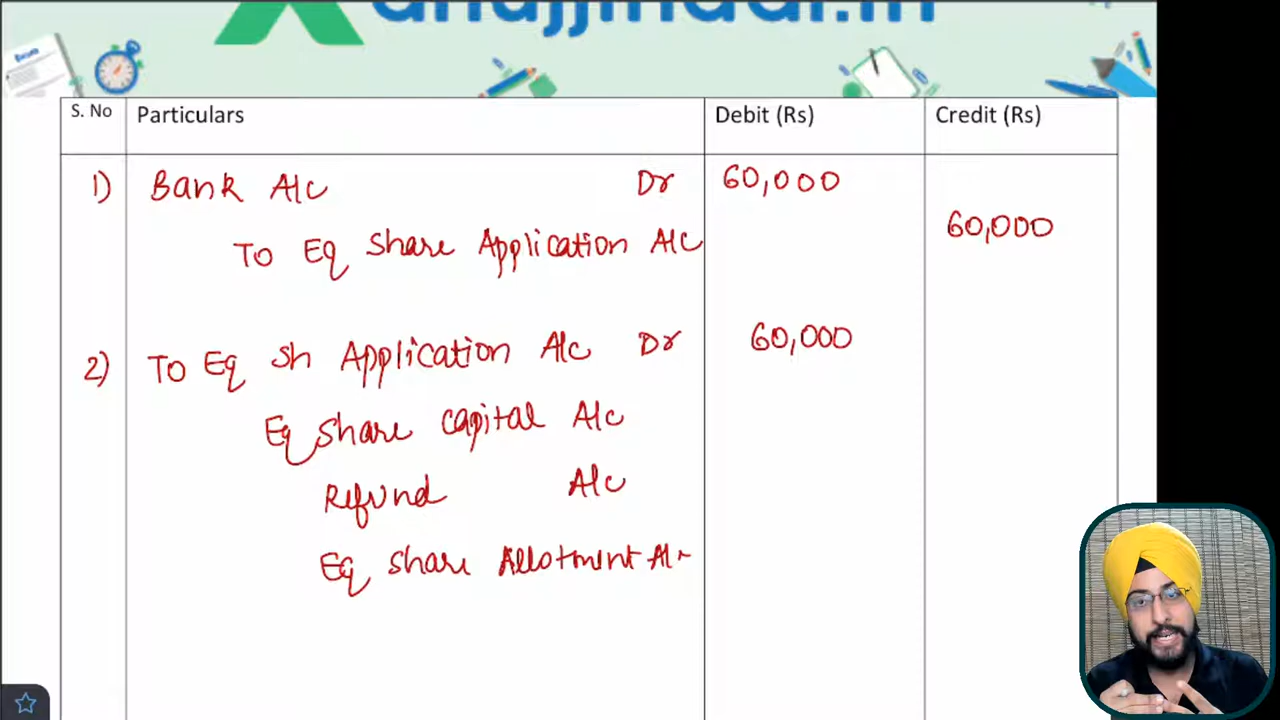 S. No Particulars Debit (Rs) Credit (Rs)
1) Bank A/c Dr 60,000
To Eq Share Application A/c 60,000
2) To Eq Sh Application A/c Dr 60,000
Eq Share Capital A/c
Refund A/c
Eq Share Allotment A/c